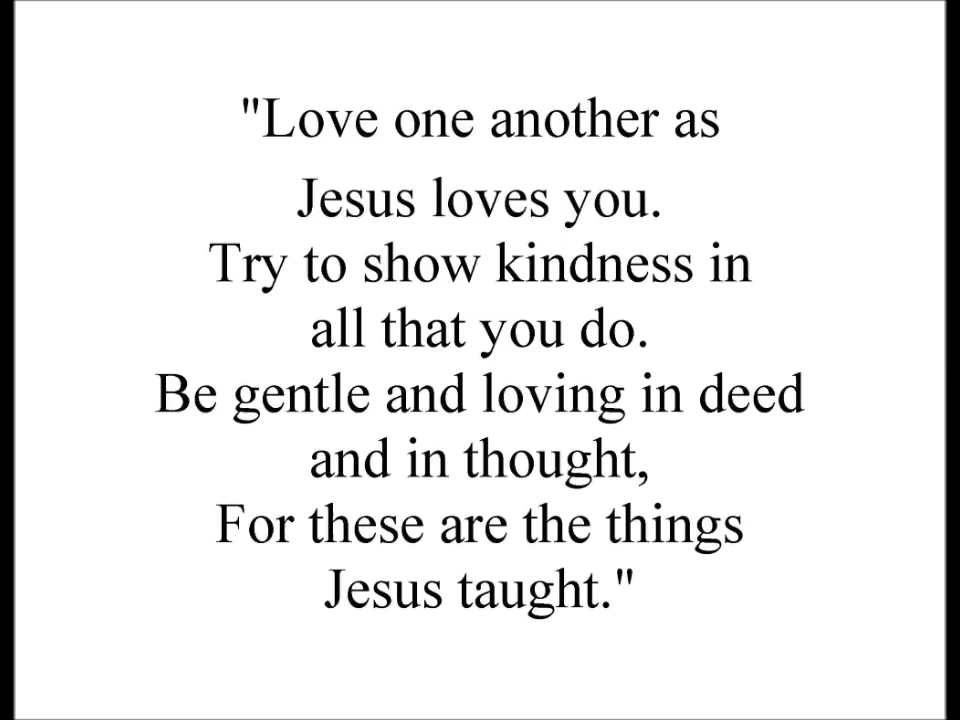 "Love one another as
Jesus loves you.
Try to show kindness in
all that you do.
Be gentle and loving in deed
and in thought,
For these are the things
Jesus taught."